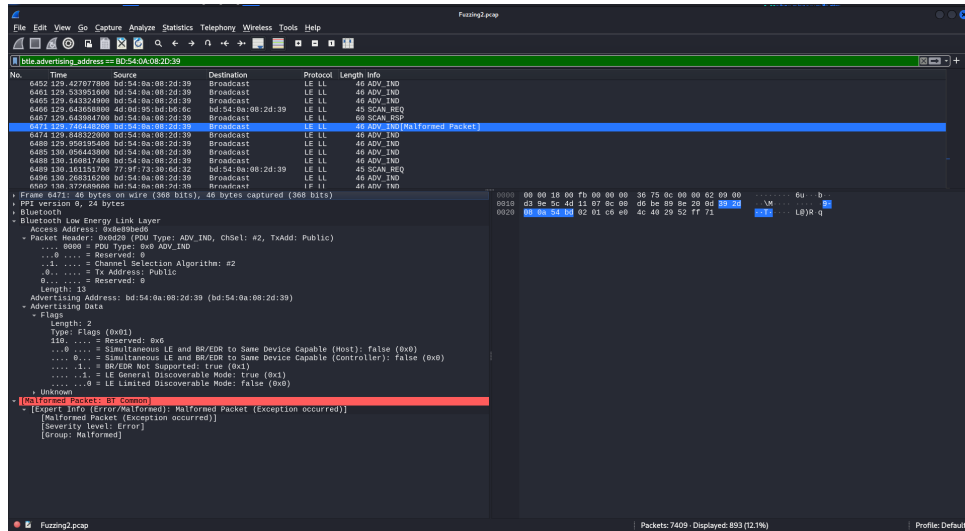 Fuzzing2.pcap
File Edit View Go Capture Analyze Statistics Telephony Wireless Tools Help
btle.advertising_address == BD:54:0A:08:2D:39
No. Time Source Destination Protocol Length Info
6452 129.427077800 bd:54:0a:08:2d:39 Broadcast LE LL 46 ADV_IND
6461 129.533951600 bd:54:0a:08:2d:39 Broadcast LE LL 46 ADV_IND
6465 129.643324900 bd:54:0a:08:2d:39 Broadcast LE LL 46 ADV_IND
6466 129.643658800 4d:0d:95:bd:b6:6c bd:54:0a:08:2d:39 LE LL 45 SCAN_REQ
6467 129.643984700 bd:54:0a:08:2d:39 Broadcast LE LL 60 SCAN_RSP
6471 129.746448200 bd:54:0a:08:2d:39 Broadcast LE LL 46 ADV_IND[Malformed Packet]
6474 129.848322000 bd:54:0a:08:2d:39 Broadcast LE LL 46 ADV_IND
6480 129.950195400 bd:54:0a:08:2d:39 Broadcast LE LL 46 ADV_IND
6485 130.056443800 bd:54:0a:08:2d:39 Broadcast LE LL 46 ADV_IND
6488 130.160817400 bd:54:0a:08:2d:39 Broadcast LE LL 46 ADV_IND
6489 130.161151700 77:9f:73:30:6d:32 bd:54:0a:08:2d:39 LE LL 45 SCAN_REQ
6496 130.268316200 bd:54:0a:08:2d:39 Broadcast LE LL 46 ADV_IND
6502 130.372689600 bd:54:0a:08:2d:39 Broadcast LE LL 46 ADV_IND
Frame 6471: 46 bytes on wire (368 bits), 46 bytes captured (368 bits)
PPI version 0, 24 bytes
Bluetooth
Bluetooth Low Energy Link Layer
Access Address: 0x8e89bed6
Packet Header: 0x0d20 (PDU Type: ADV_IND, ChSel: #2, TxAdd: Public)
.... 0000 = PDU Type: 0x0 ADV_IND
...0 .... = Reserved: 0
..1. .... = Channel Selection Algorithm: #2
.0.. .... = Tx Address: Public
0... .... = Reserved: 0
Length: 13
Advertising Address: bd:54:0a:08:2d:39 (bd:54:0a:08:2d:39)
Advertising Data
Flags
Length: 2
Type: Flags (0x01)
110. .... = Reserved: 0x6
...0 .... = Simultaneous LE and BR/EDR to Same Device Capable (Host): false (0x0)
.... 0... = Simultaneous LE and BR/EDR to Same Device Capable (Controller): false (0x0)
.... .1.. = BR/EDR Not Supported: true (0x1)
.... ..1. = LE General Discoverable Mode: true (0x1)
.... ...0 = LE Limited Discoverable Mode: false (0x0)
Unknown
[Malformed Packet: BT Common]
[Expert Info (Error/Malformed): Malformed Packet (Exception occurred)]
[Malformed Packet (Exception occurred)]
[Severity level: Error]
[Group: Malformed]
0000 00 00 18 00 fb 00 00 00 36 75 0c 00 00 62 09 00 ········ 6u···b··
0010 d3 9e 5c 4d 11 07 0c 00 d6 be 89 8e 20 0d 39 2d ··\M···· ···· ·9-
0020 08 0a 54 bd 02 01 c6 e0 4c 40 29 52 ff 71 ··T····· L@)R·q
Fuzzing2.pcap
Packets: 7409 · Displayed: 893 (12.1%)
Profile: Default